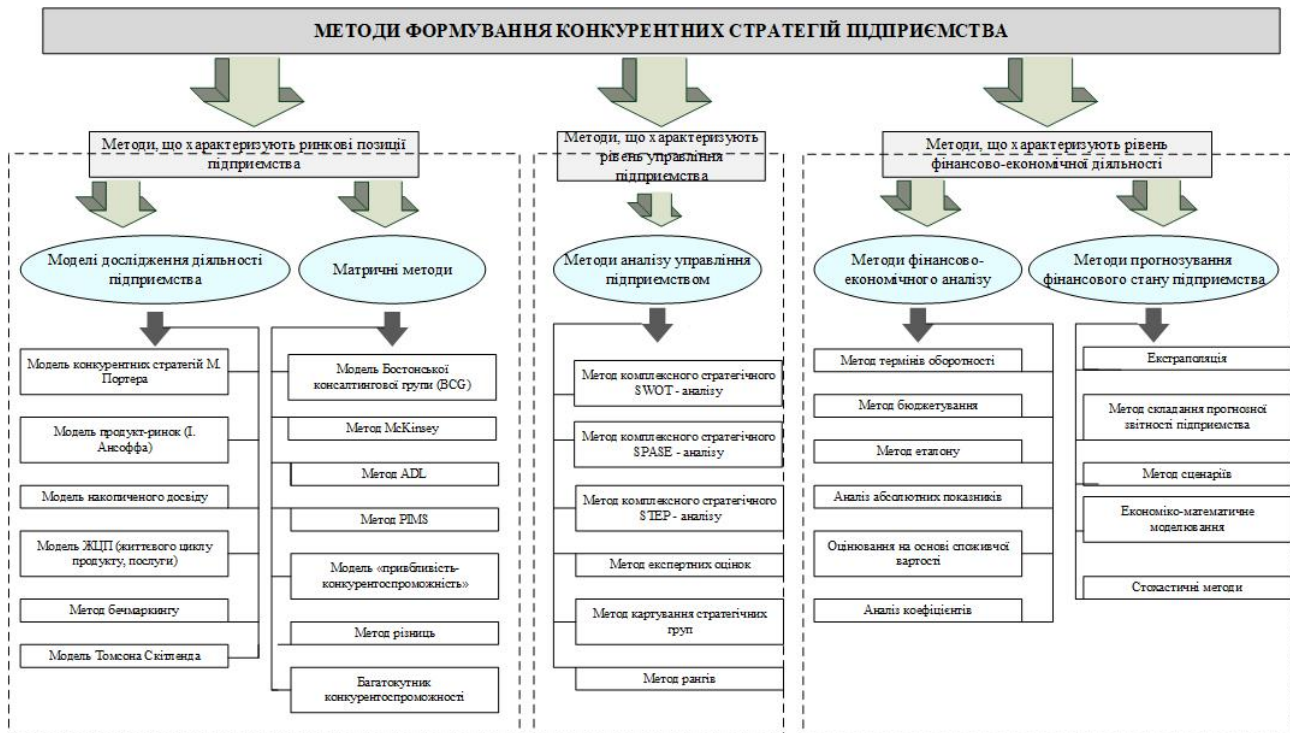 МЕТОДИ ФОРМУВАННЯ КОНКУРЕНТНИХ СТРАТЕГІЙ ПІДПРИЄМСТВА
Методи, що характеризують ринкові позиції
підприємства
Моделі дослідження діяльності
підприємства
Модель конкурентних стратегій М.
Портера
Модель продукт-ринок (І.
Ансоффа)
Модель накопиченого досвіду
Модель ЖЦП (життєвого циклу
продукту, послуги)
Метод бечмаркингу
Модель Томсона Скітленда
Матричні методи
Модель Бостонської
консалтингової групи (BCG)
Метод McKinsey
Метод ADL
Метод PIMS
Модель «привбливість-
конкурентоспроможність»
Метод різниць
Багатокутник
конкурентоспроможності
Методи, що характеризують
рівень управління
підприємства
Методи аналізу управління
підприємством
Метод комплексного стратегічного
SWOT - аналізу
Метод комплексного стратегічного
SPASE - аналізу
Метод комплексного стратегічного
STEP - аналізу
Метод експертних оцінок
Метод картування стратегічних
груп
Метод рангів
Методи, що характеризують рівень
фінансово-економічної діяльності
Методи фінансово-
економічного аналізу
Метод термінів оборотності
Метод бюджетування
Метод еталону
Аналіз абсолютних показників
Оцінювання на основі споживчої
вартості
Аналіз коефіцієнтів
Методи прогнозування
фінансового стану підприємства
Екстраполяція
Метод складання прогнозної
звітності підприємства
Метод сценаріїв
Економіко-математичне
моделювання
Стохастичні методи